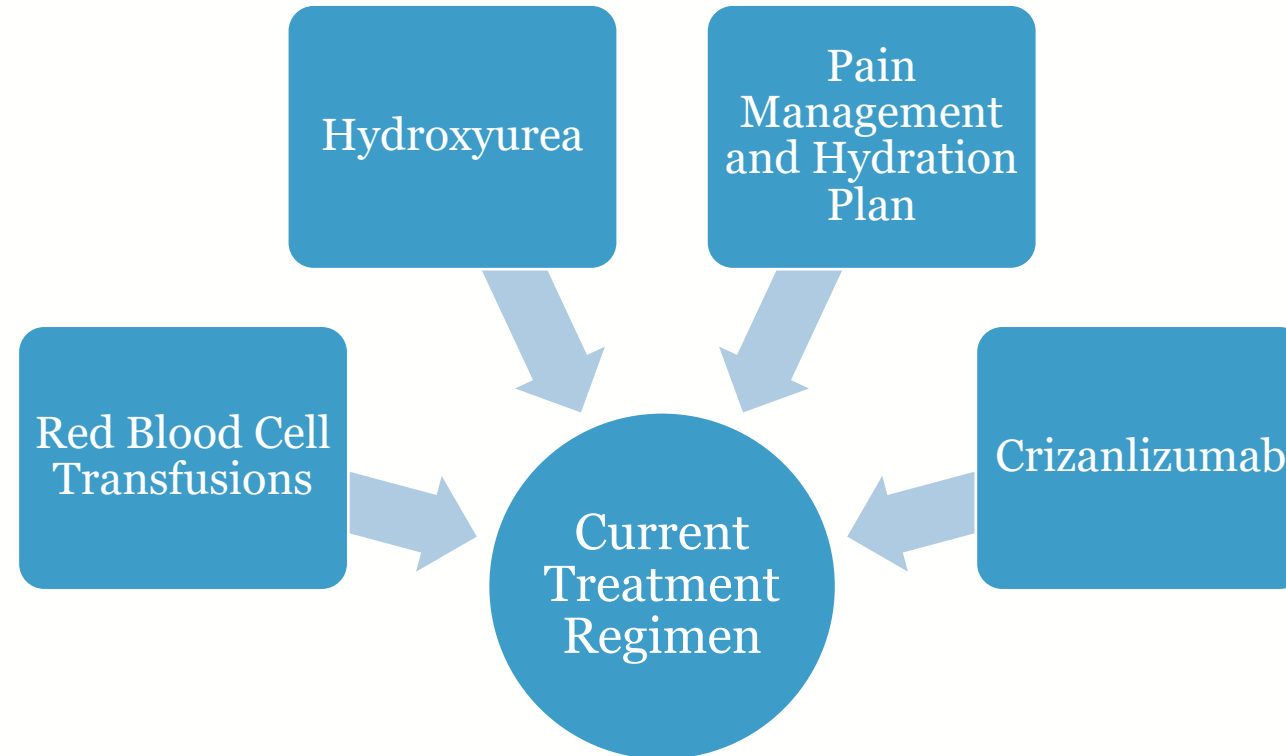 Hydroxyurea
Pain
Management
and Hydration
Plan
Red Blood Cell
Transfusions
Crizanlizumab
Current
Treatment
Regimen